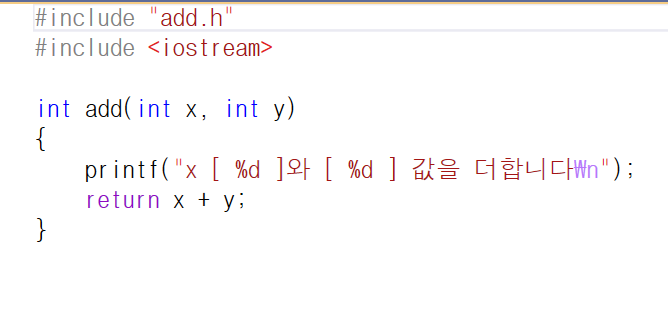 #include "add.h"
#include <iostream>
int add(int x, int y)
{
printf("x [ %d ]와 [ %d ] 값을 더합니다₩n");
return x + y;
}